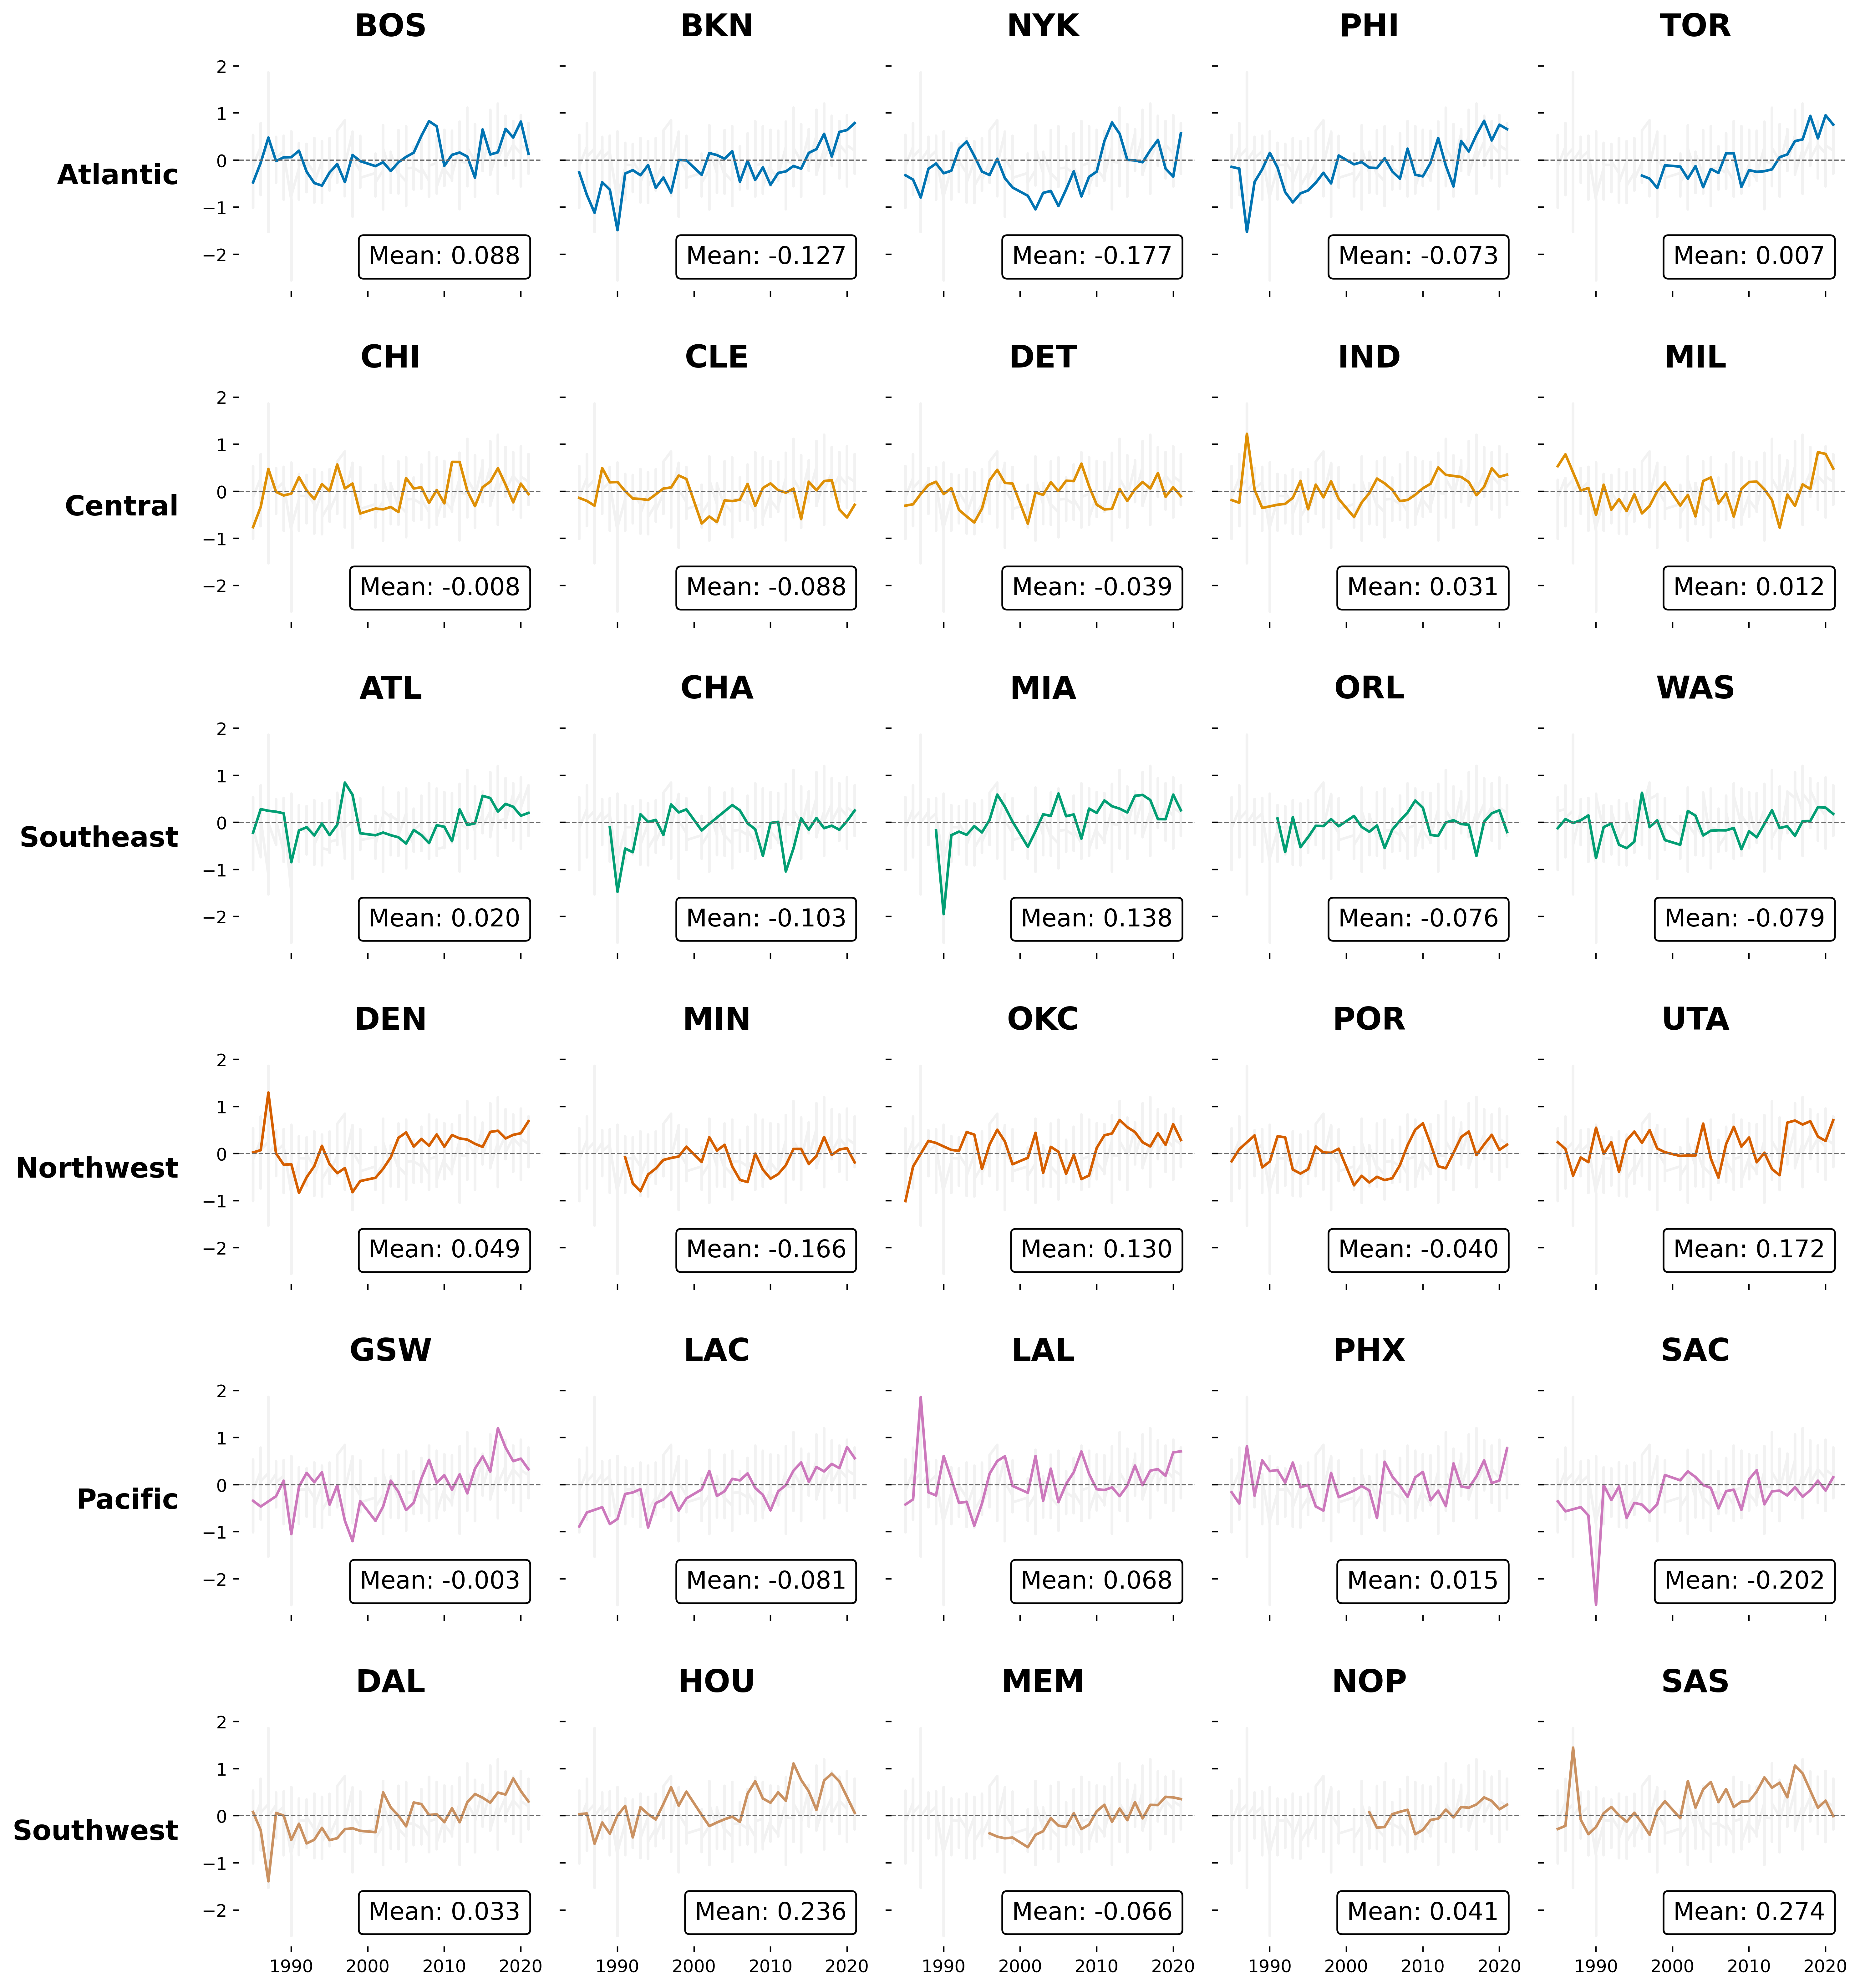 BOS BKN NYK PHI TOR
2
1
Atlantic 0
−1
−2
Mean: 0.088 Mean: -0.127 Mean: -0.177 Mean: -0.073 Mean: 0.007
CHI CLE DET IND MIL
2
1
Central 0
−1
−2
Mean: -0.008 Mean: -0.088 Mean: -0.039 Mean: 0.031 Mean: 0.012
ATL CHA MIA ORL WAS
2
1
Southeast 0
−1
−2
Mean: 0.020 Mean: -0.103 Mean: 0.138 Mean: -0.076 Mean: -0.079
DEN MIN OKC POR UTA
2
1
Northwest 0
−1
−2
Mean: 0.049 Mean: -0.166 Mean: 0.130 Mean: -0.040 Mean: 0.172
GSW LAC LAL PHX SAC
2
1
Pacific 0
−1
−2
Mean: -0.003 Mean: -0.081 Mean: 0.068 Mean: 0.015 Mean: -0.202
DAL HOU MEM NOP SAS
2
1
Southwest 0
−1
−2
Mean: 0.033 Mean: 0.236 Mean: -0.066 Mean: 0.041 Mean: 0.274
1990 2000 2010 2020 1990 2000 2010 2020 1990 2000 2010 2020 1990 2000 2010 2020 1990 2000 2010 2020